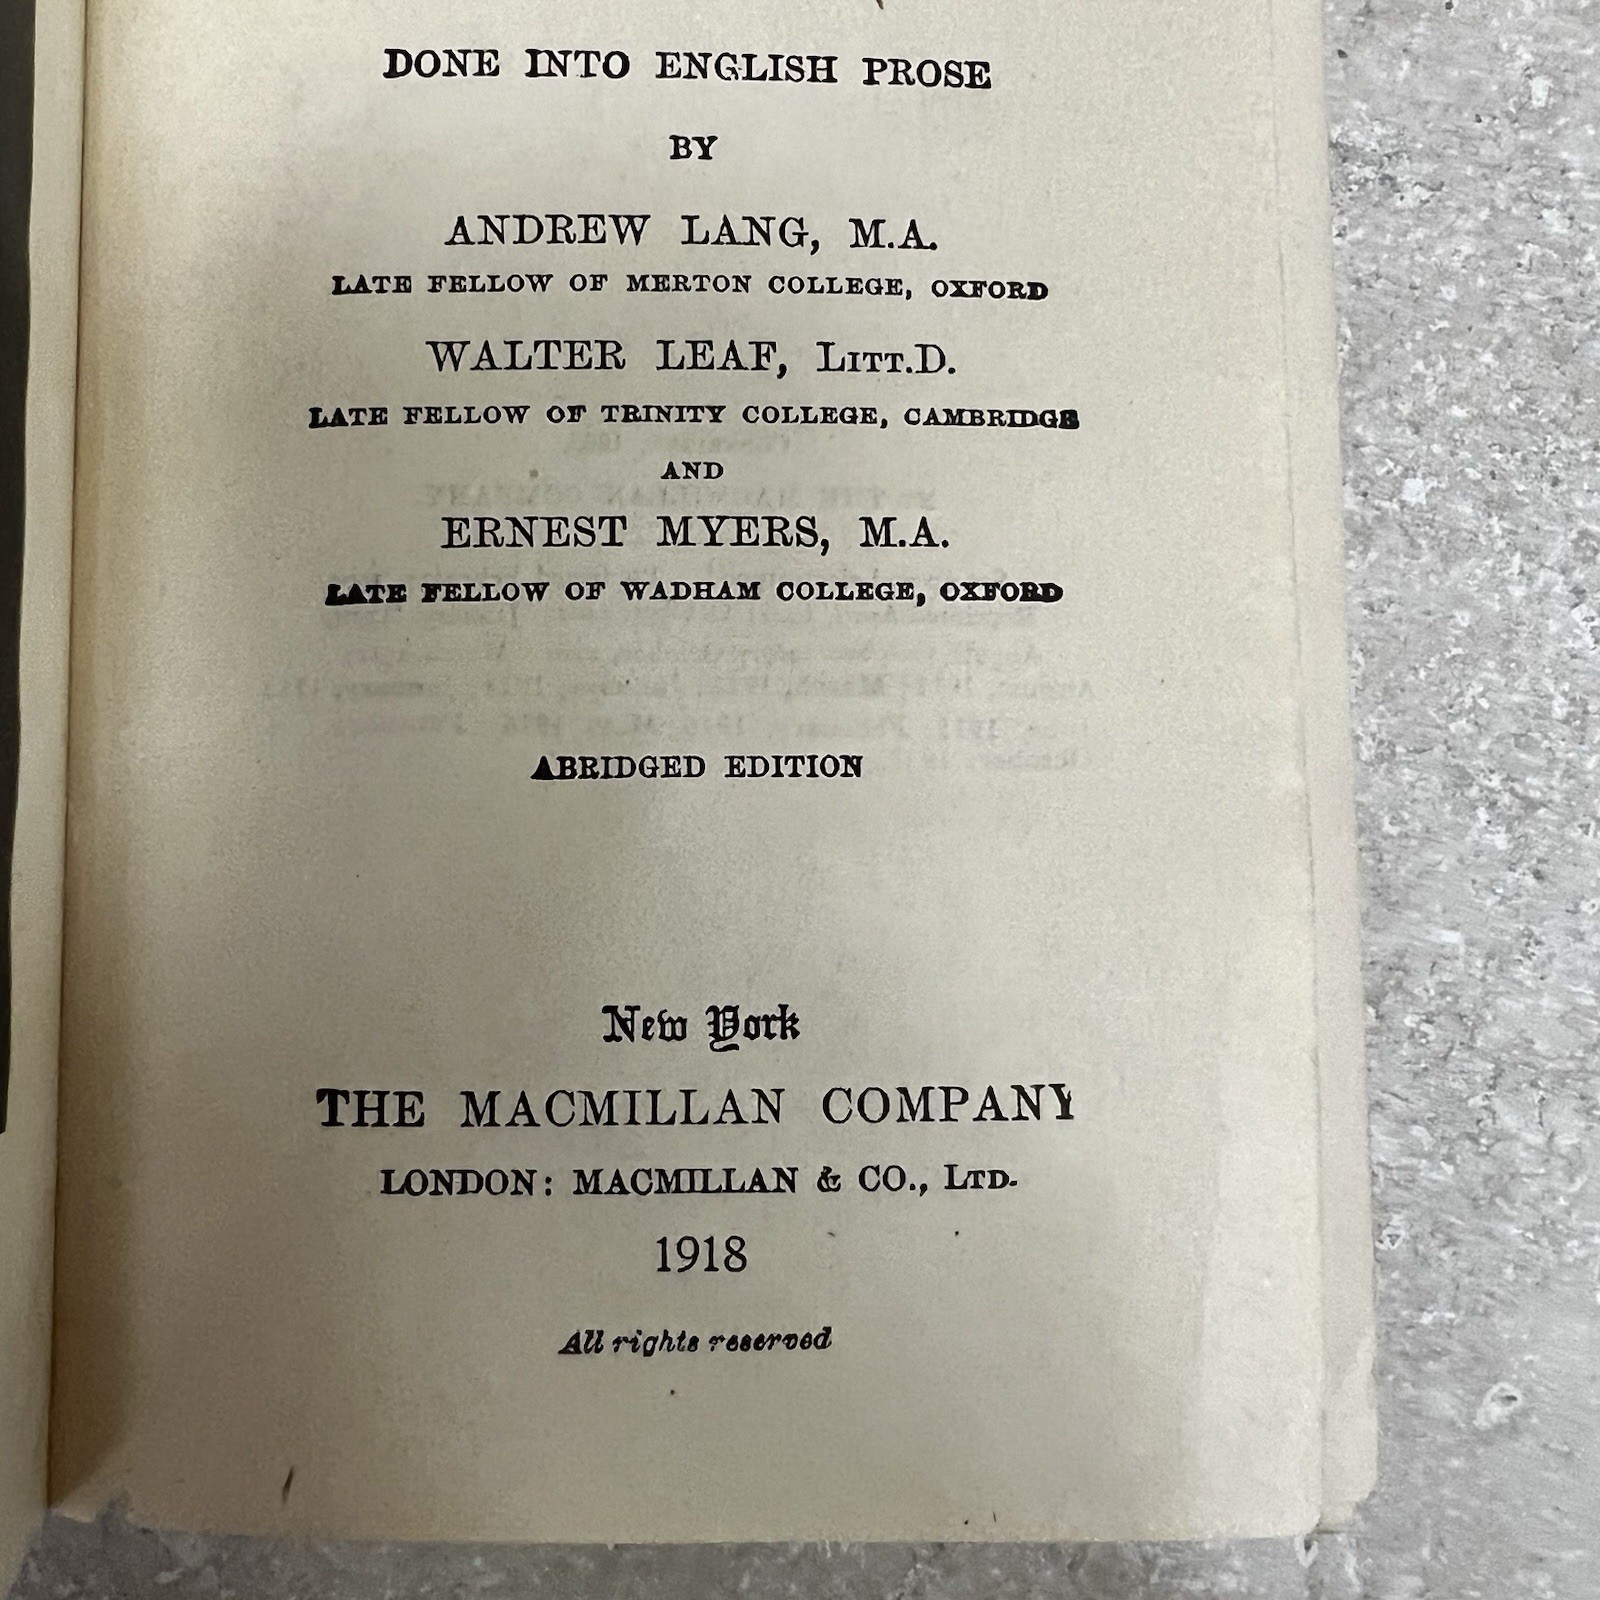 DONE INTO ENGLISH PROSE
BY
ANDREW LANG, M.A.
LATE FELLOW OF MERTON COLLEGE, OXFORD
WALTER LEAF, LITT.D.
LATE FELLOW OF TRINITY COLLEGE, CAMBRIDGE
AND
ERNEST MYERS, M.A.
LATE FELLOW OF WADHAM COLLEGE, OXFORD
ABRIDGED EDITION
New York
THE MACMILLAN COMPANY
LONDON: MACMILLAN & CO., LTD.
1918
All rights reserved